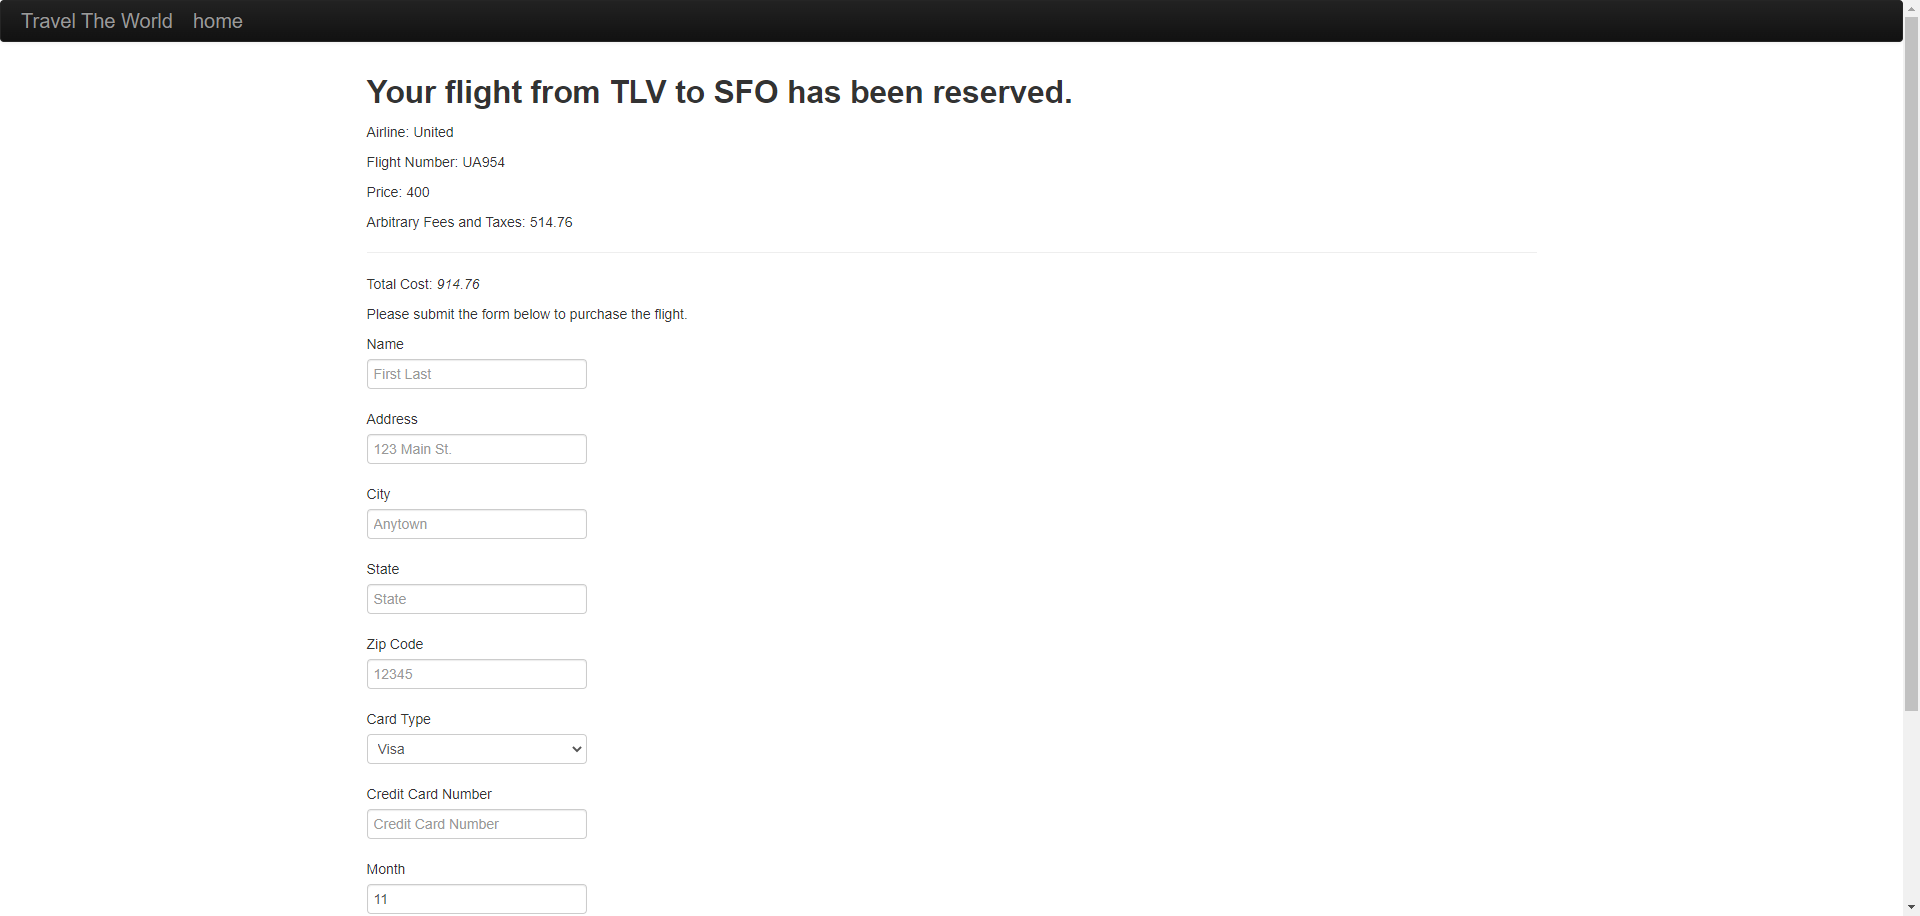 Travel The World home
Your flight from TLV to SFO has been reserved.
Airline: United
Flight Number: UA954
Price: 400
Arbitrary Fees and Taxes: 514.76
Total Cost: 914.76
Please submit the form below to purchase the flight.
Name
First Last
Address
123 Main St.
City
Anytown
State
State
Zip Code
12345
Card Type
Visa
Credit Card Number
Credit Card Number
Month
11